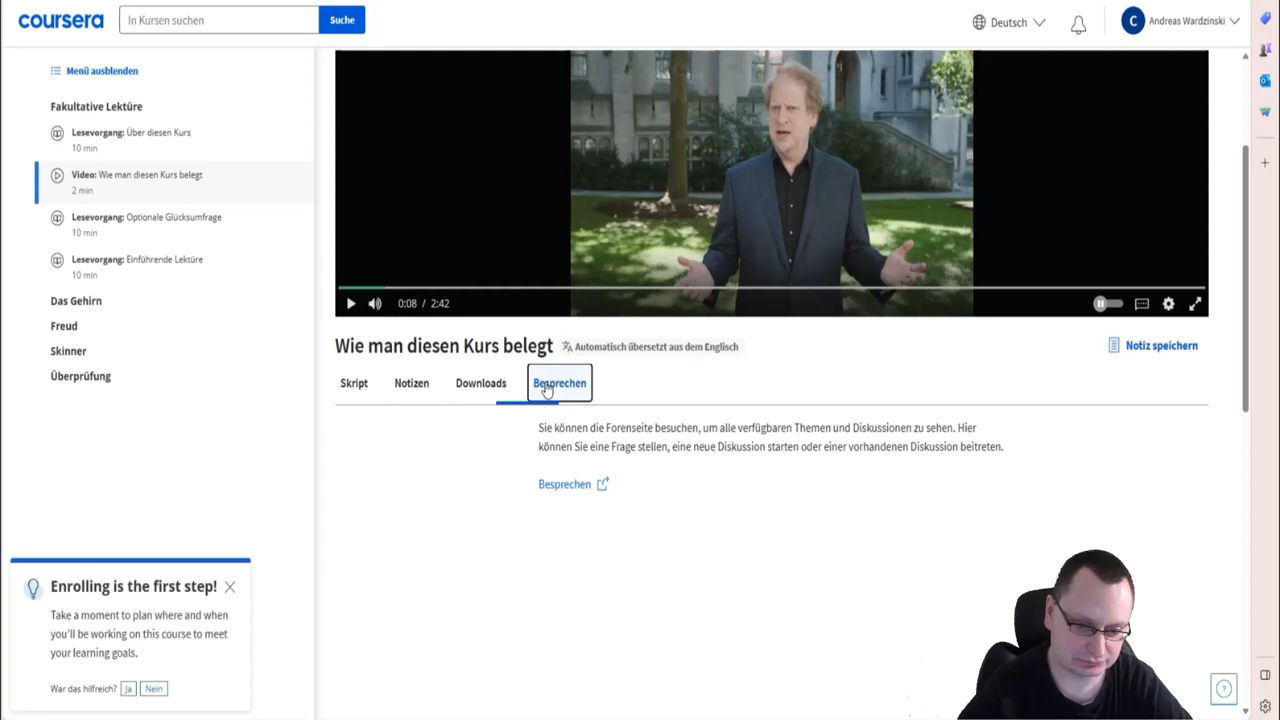 coursera
In Kursen suchen
Suche
Deutsch
C
Andreas Wardzinski
Menü ausblenden
Fakultative Lektüre
Lesevorgang: Über diesen Kurs
10 min
Video: Wie man diesen Kurs belegt
2 min
Lesevorgang: Optionale Glücksumfrage
10 min
Lesevorgang: Einführende Lektüre
10 min
Das Gehirn
Freud
Skinner
Überprüfung
Enrolling is the first step!
Take a moment to plan where and when
you'll be working on this course to meet
your learning goals.
War das hilfreich? Ja Nein
0:08 / 2:42
Wie man diesen Kurs belegt
Automatisch übersetzt aus dem Englisch
Notiz speichern
Skript
Notizen
Downloads
Besprechen
Sie können die Forenseite besuchen, um alle verfügbaren Themen und Diskussionen zu sehen. Hier
können Sie eine Frage stellen, eine neue Diskussion starten oder einer vorhandenen Diskussion beitreten.
Besprechen